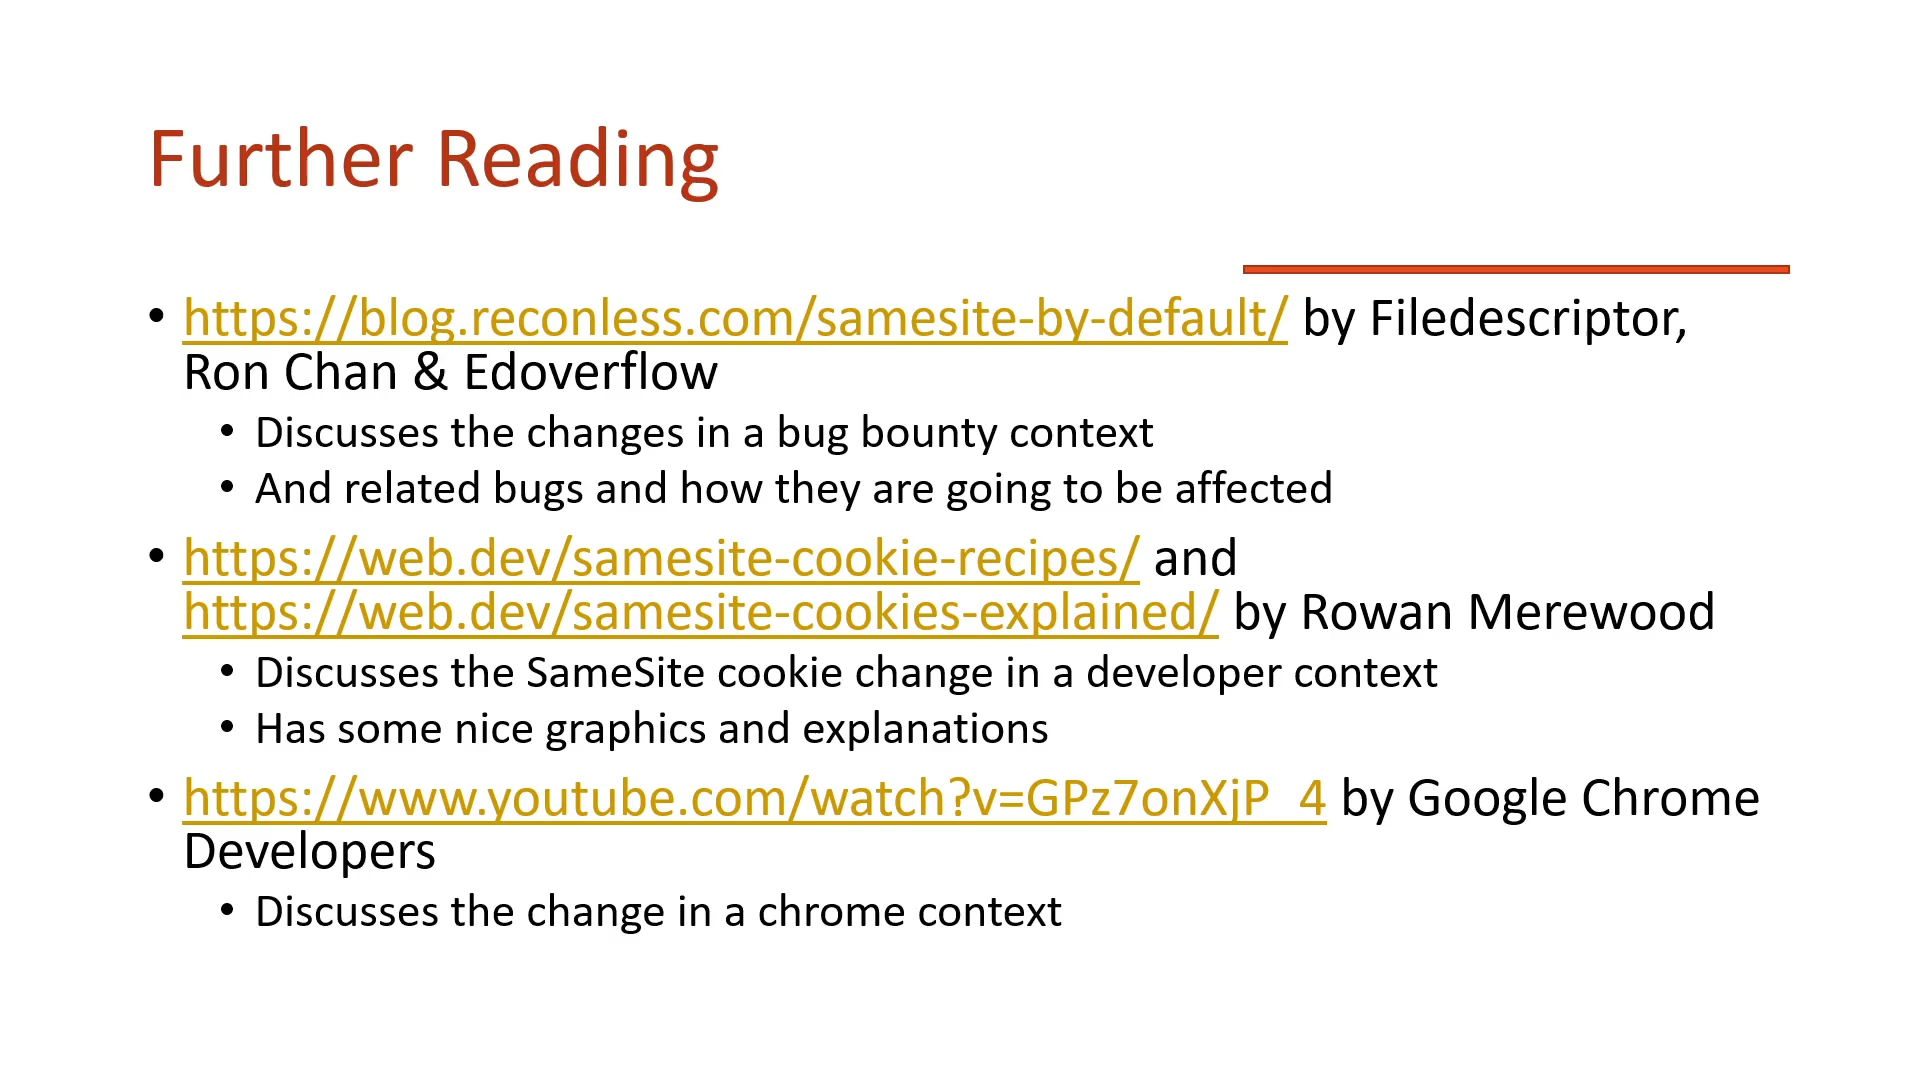 Further Reading
• https://blog.reconless.com/samesite-by-default/ by Filedescriptor,
Ron Chan & Edoverflow
• Discusses the changes in a bug bounty context
• And related bugs and how they are going to be affected
• https://web.dev/samesite-cookie-recipes/ and
https://web.dev/samesite-cookies-explained/ by Rowan Merewood
• Discusses the SameSite cookie change in a developer context
• Has some nice graphics and explanations
• https://www.youtube.com/watch?v=GPz7onXjP_4 by Google Chrome
Developers
• Discusses the change in a chrome context